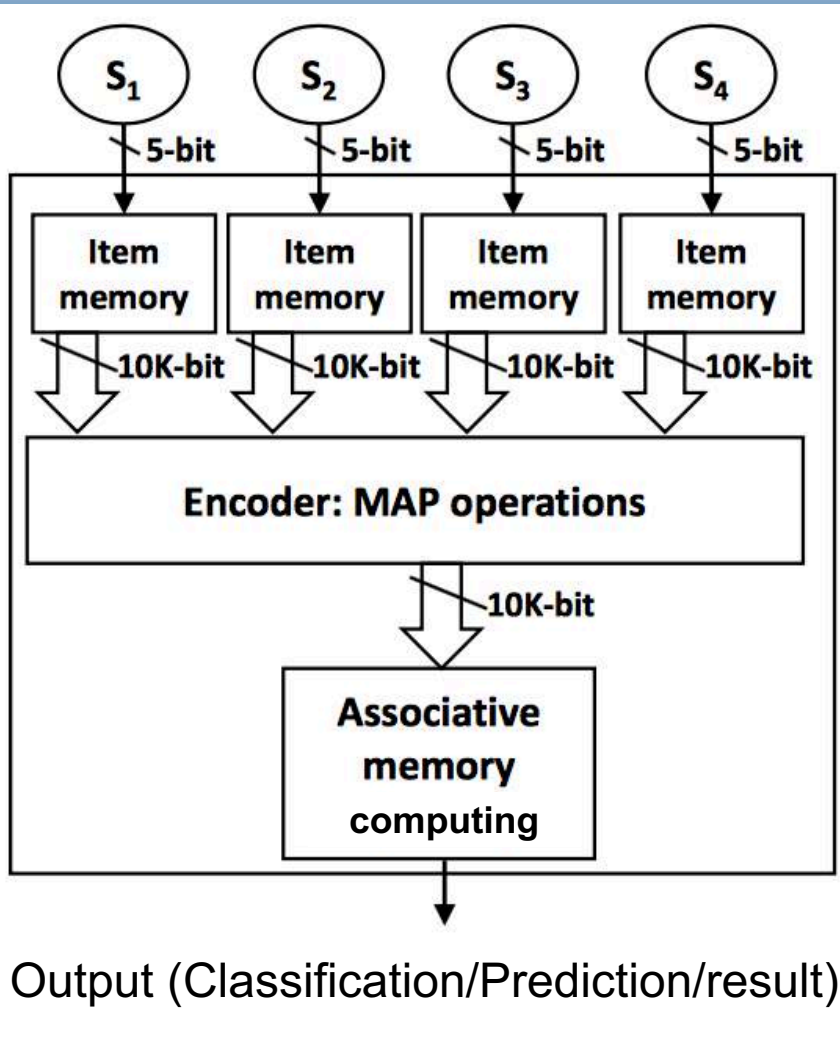 S1 S2 S3 S4
5-bit 5-bit 5-bit 5-bit
Item Item Item Item
memory memory memory memory
10K-bit 10K-bit 10K-bit 10K-bit
Encoder: MAP operations
10K-bit
Associative
memory
computing
Output (Classification/Prediction/result)